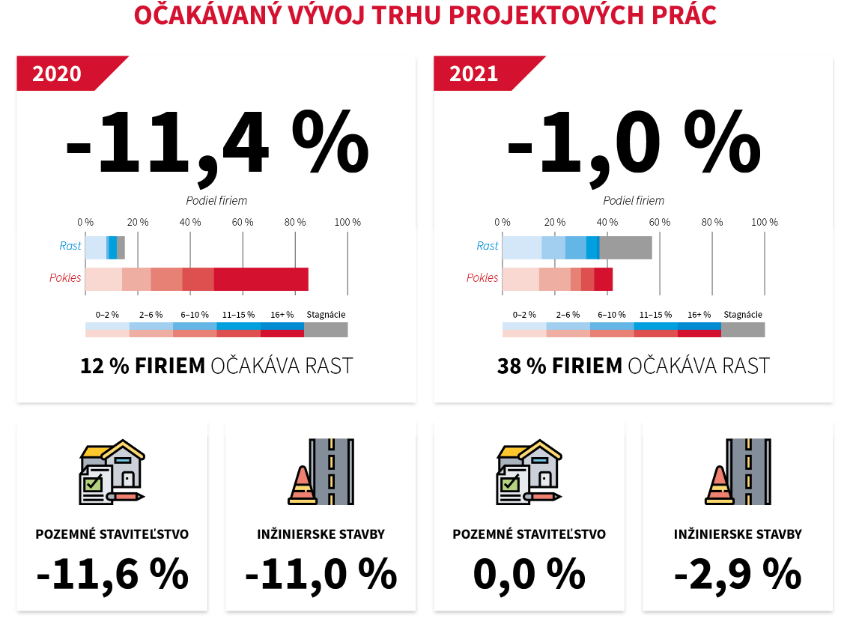 OČAKÁVANÝ VÝVOJ TRHU PROJEKTOVÝCH PRÁC
2020
-11,4 %
Podiel firiem
0 % 20 % 40 % 60 % 80 % 100 %
Rast
Pokles
0–2 % 2–6 % 6–10 % 11–15 % 16+ % Stagnácie
12 % FIRIEM OČAKÁVA RAST
2021
-1,0 %
Podiel firiem
0 % 20 % 40 % 60 % 80 % 100 %
Rast
Pokles
0–2 % 2–6 % 6–10 % 11–15 % 16+ % Stagnácie
38 % FIRIEM OČAKÁVA RAST
POZEMNÉ STAVITEĽSTVO
-11,6 %
INŽINIERSKE STAVBY
-11,0 %
POZEMNÉ STAVITEĽSTVO
0,0 %
INŽINIERSKE STAVBY
-2,9 %